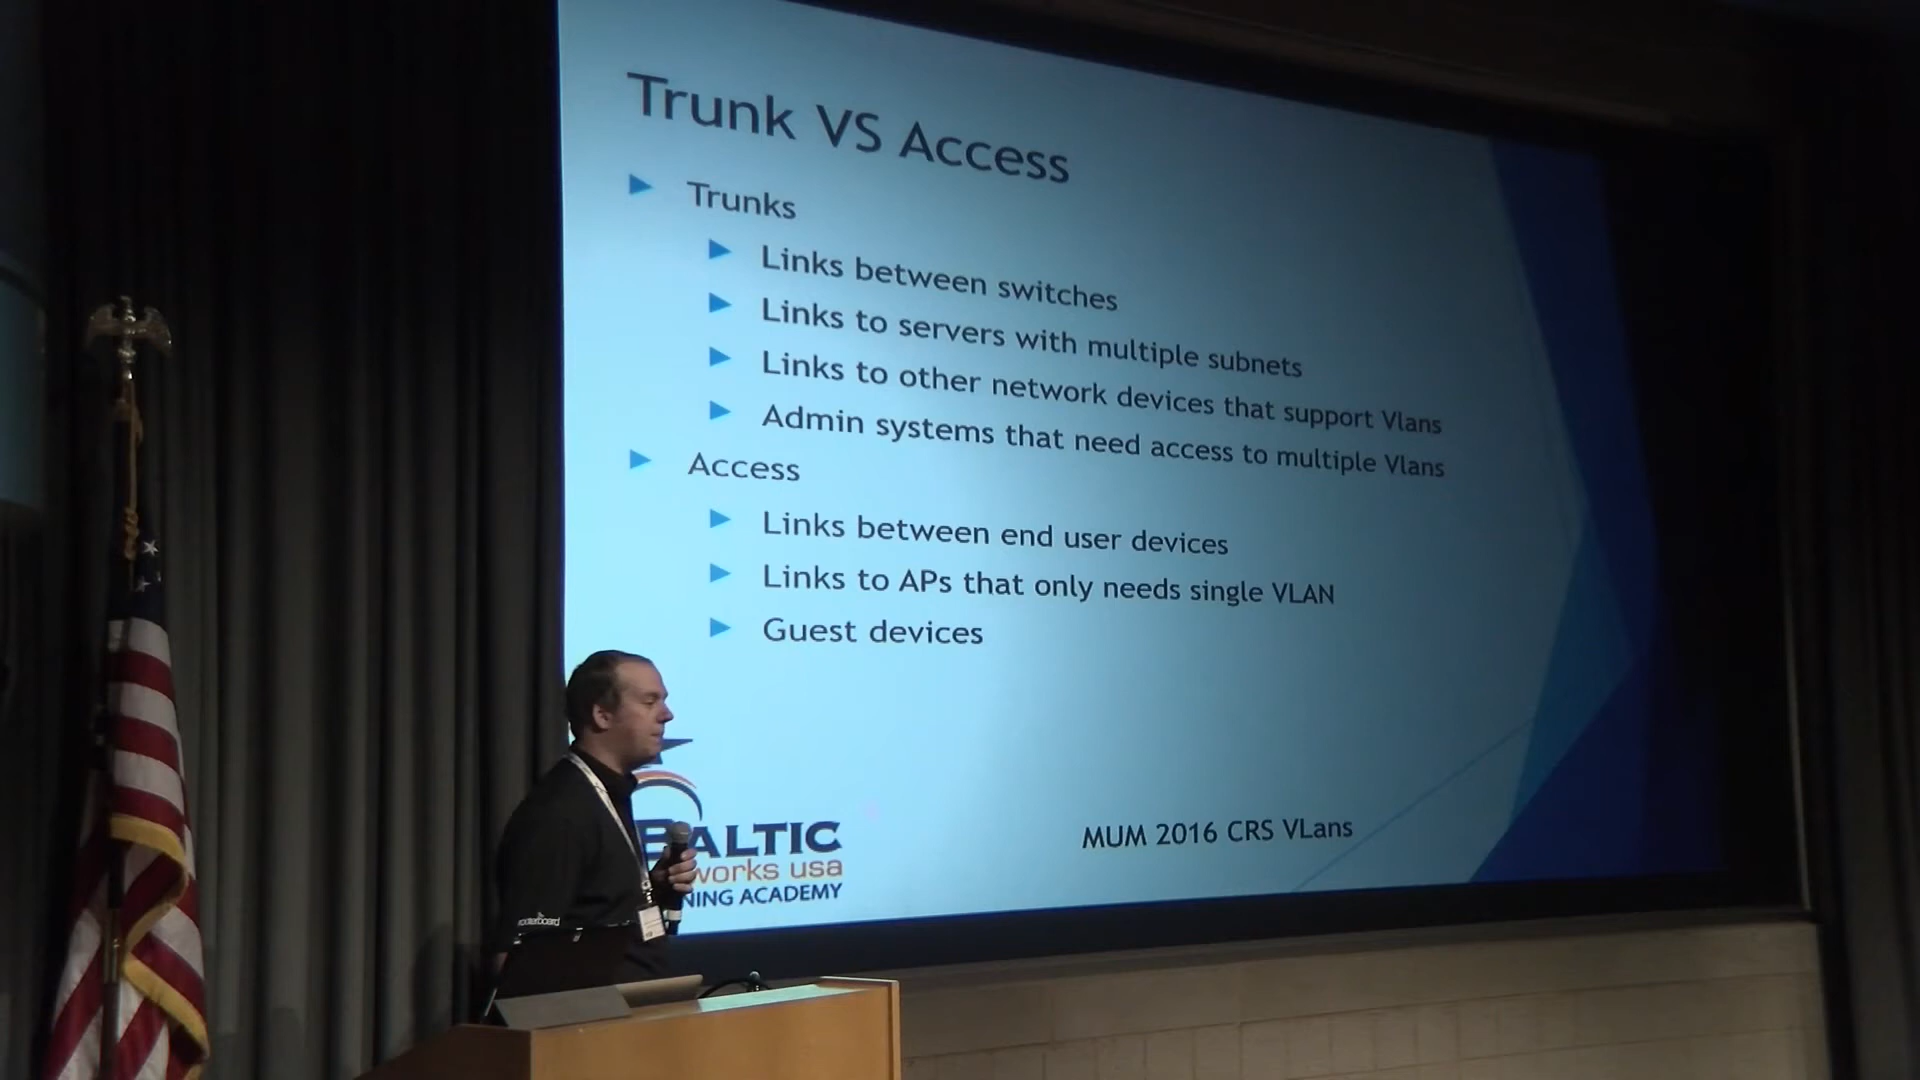 Trunk VS Access
Trunks
Links between switches
Links to servers with multiple subnets
Links to other network devices that support Vlans
Admin systems that need access to multiple Vlans
Access
Links between end user devices
Links to APs that only needs single VLAN
Guest devices
BALTIC
works usa
NING ACADEMY
MUM 2016 CRS VLans
routerboard